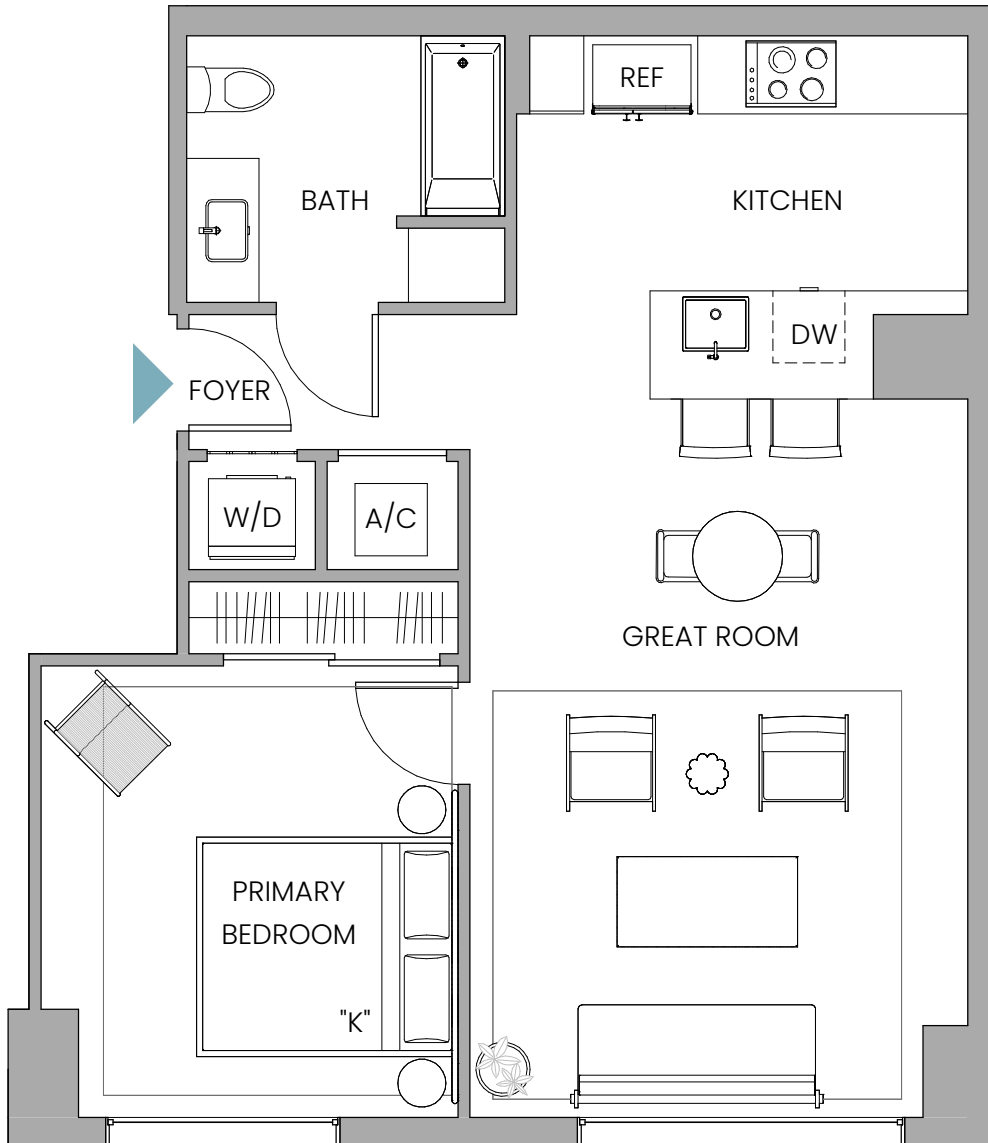 REF
BATH
KITCHEN
DW
FOYER
W/D
A/C
GREAT ROOM
PRIMARY
BEDROOM
"K"